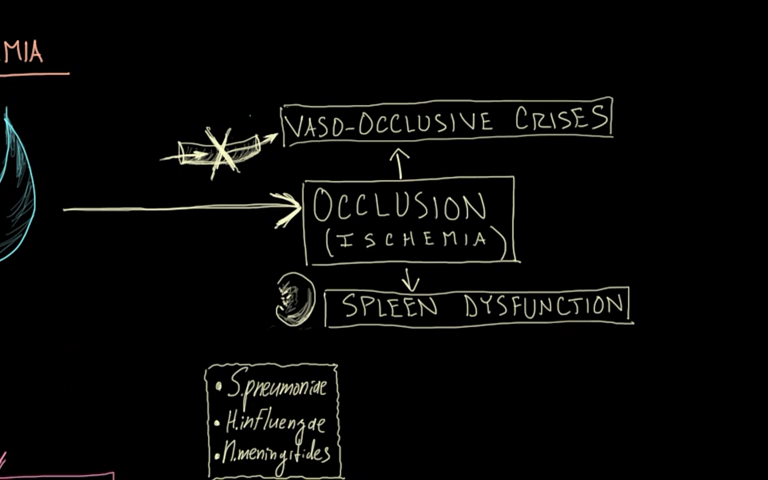 MIA
VASO-OCCLUSIVE CRISES
OCCLUSION
(ISCHEMIA)
SPLEEN DYSFUNCTION
• S.pneumoniae
• H.influenzae
• N.meningitides